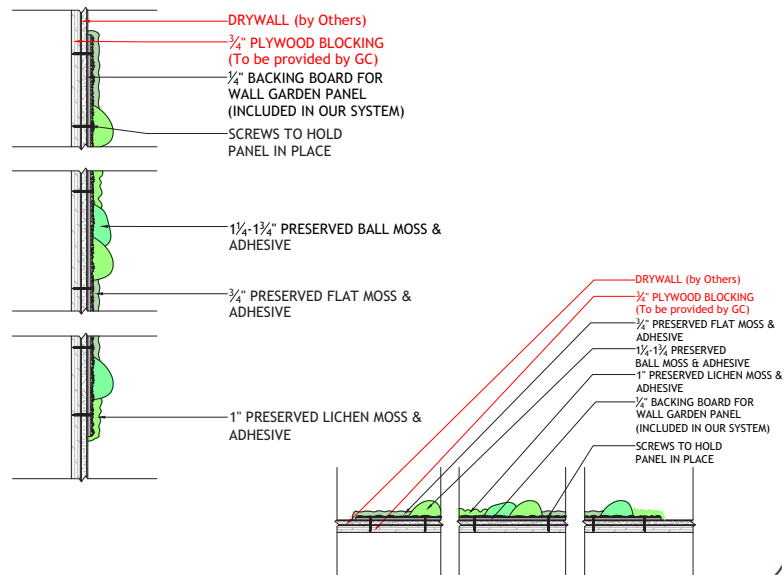 DRYWALL (by Others)
¾" PLYWOOD BLOCKING
(To be provided by GC)
¼" BACKING BOARD FOR
WALL GARDEN PANEL
(INCLUDED IN OUR SYSTEM)
SCREWS TO HOLD
PANEL IN PLACE
1¼-1¾" PRESERVED BALL MOSS &
ADHESIVE
¾" PRESERVED FLAT MOSS &
ADHESIVE
1" PRESERVED LICHEN MOSS &
ADHESIVE
DRYWALL (by Others)
¾" PLYWOOD BLOCKING
(To be provided by GC)
¾" PRESERVED FLAT MOSS &
ADHESIVE
1¼-1¾ PRESERVED
BALL MOSS & ADHESIVE
1" PRESERVED LICHEN MOSS &
ADHESIVE
¼" BACKING BOARD FOR
WALL GARDEN PANEL
(INCLUDED IN OUR SYSTEM)
SCREWS TO HOLD
PANEL IN PLACE